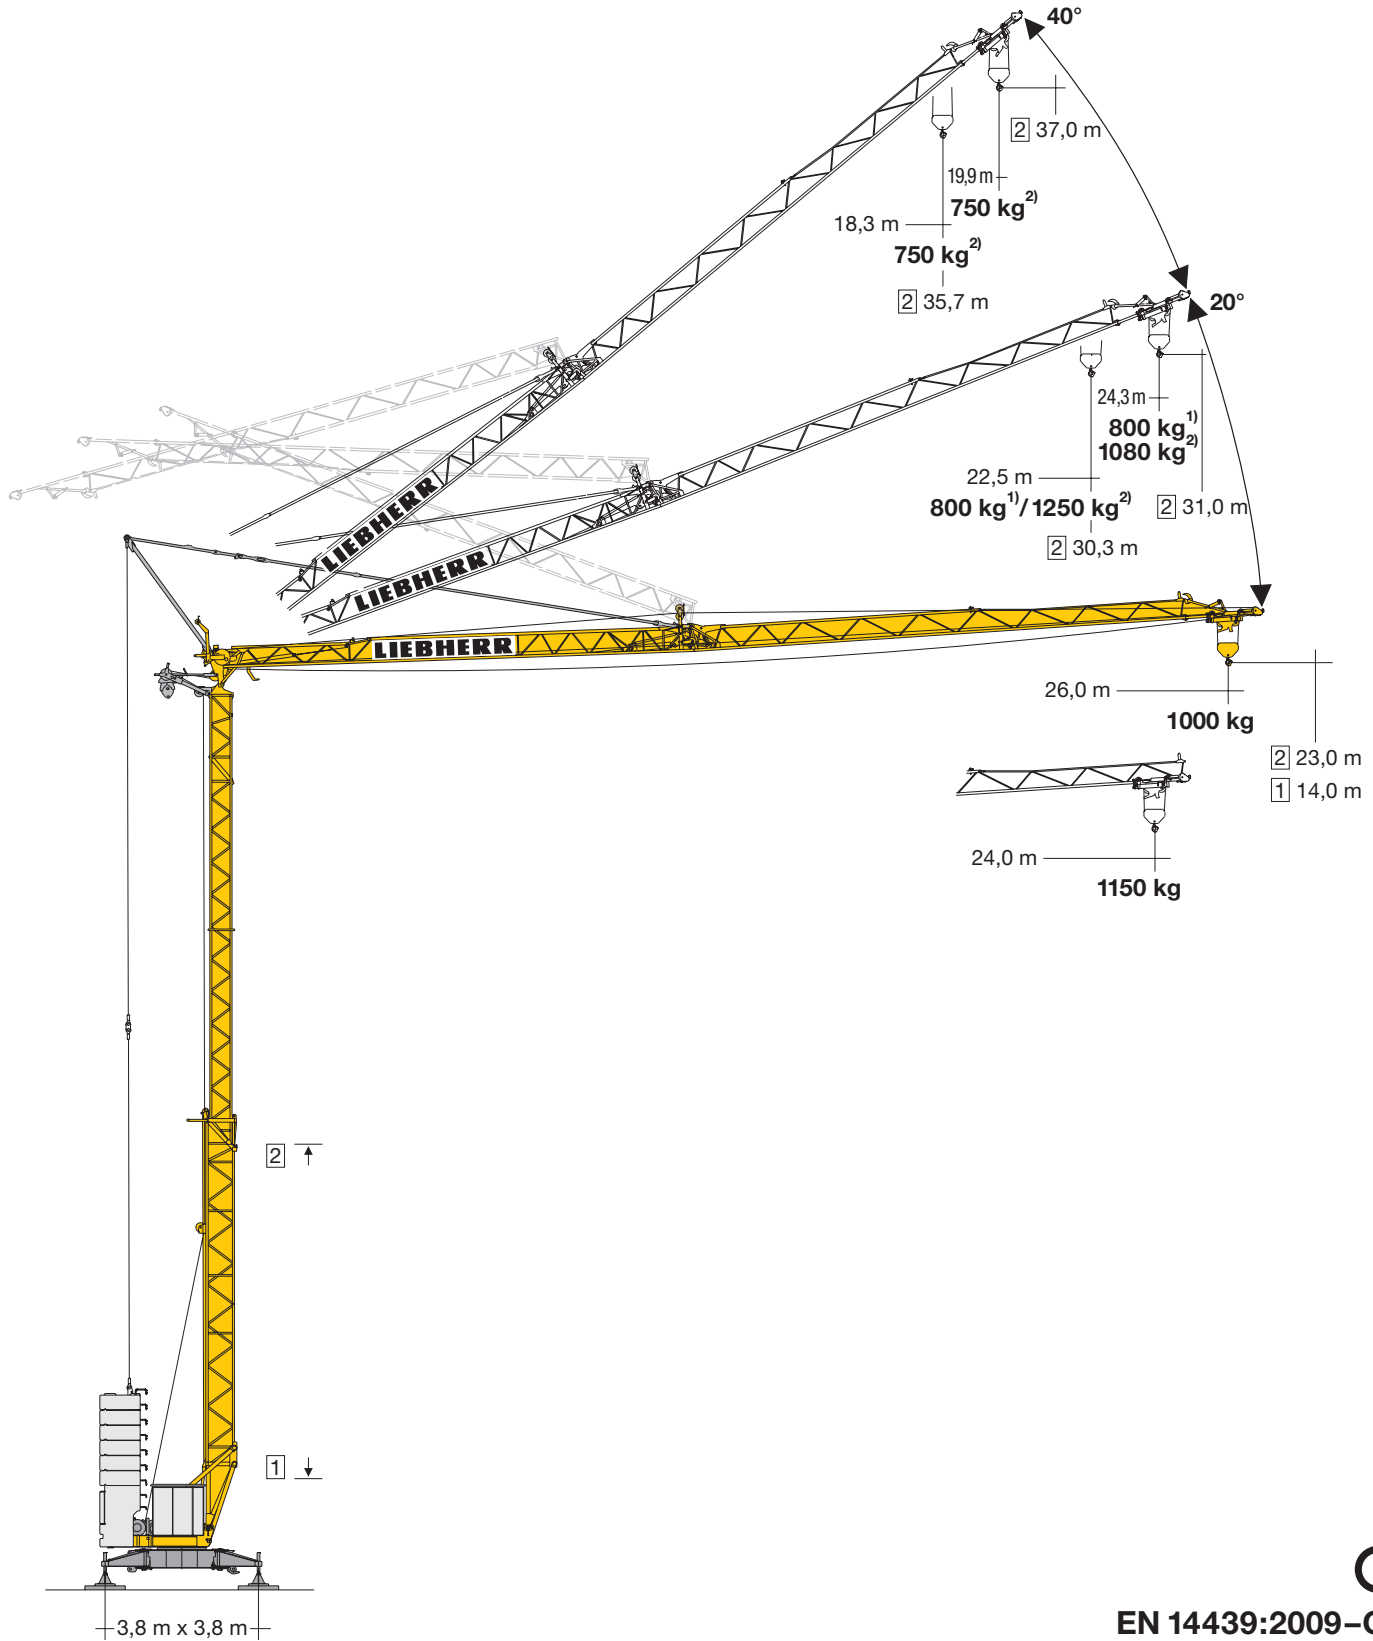 40°
2 37,0 m
19,9 m
750 kg2)
18,3 m
750 kg2)
2 35,7 m
20°
24,3 m
800 kg1)
1080 kg2)
22,5 m
800 kg1)/1250 kg2)
2 31,0 m
2 30,3 m
LIEBHERR
LIEBHERR
LIEBHERR
26,0 m
1000 kg
2 23,0 m
1 14,0 m
24,0 m
1150 kg
2
1
3,8 m x 3,8 m
EN 14439:2009–